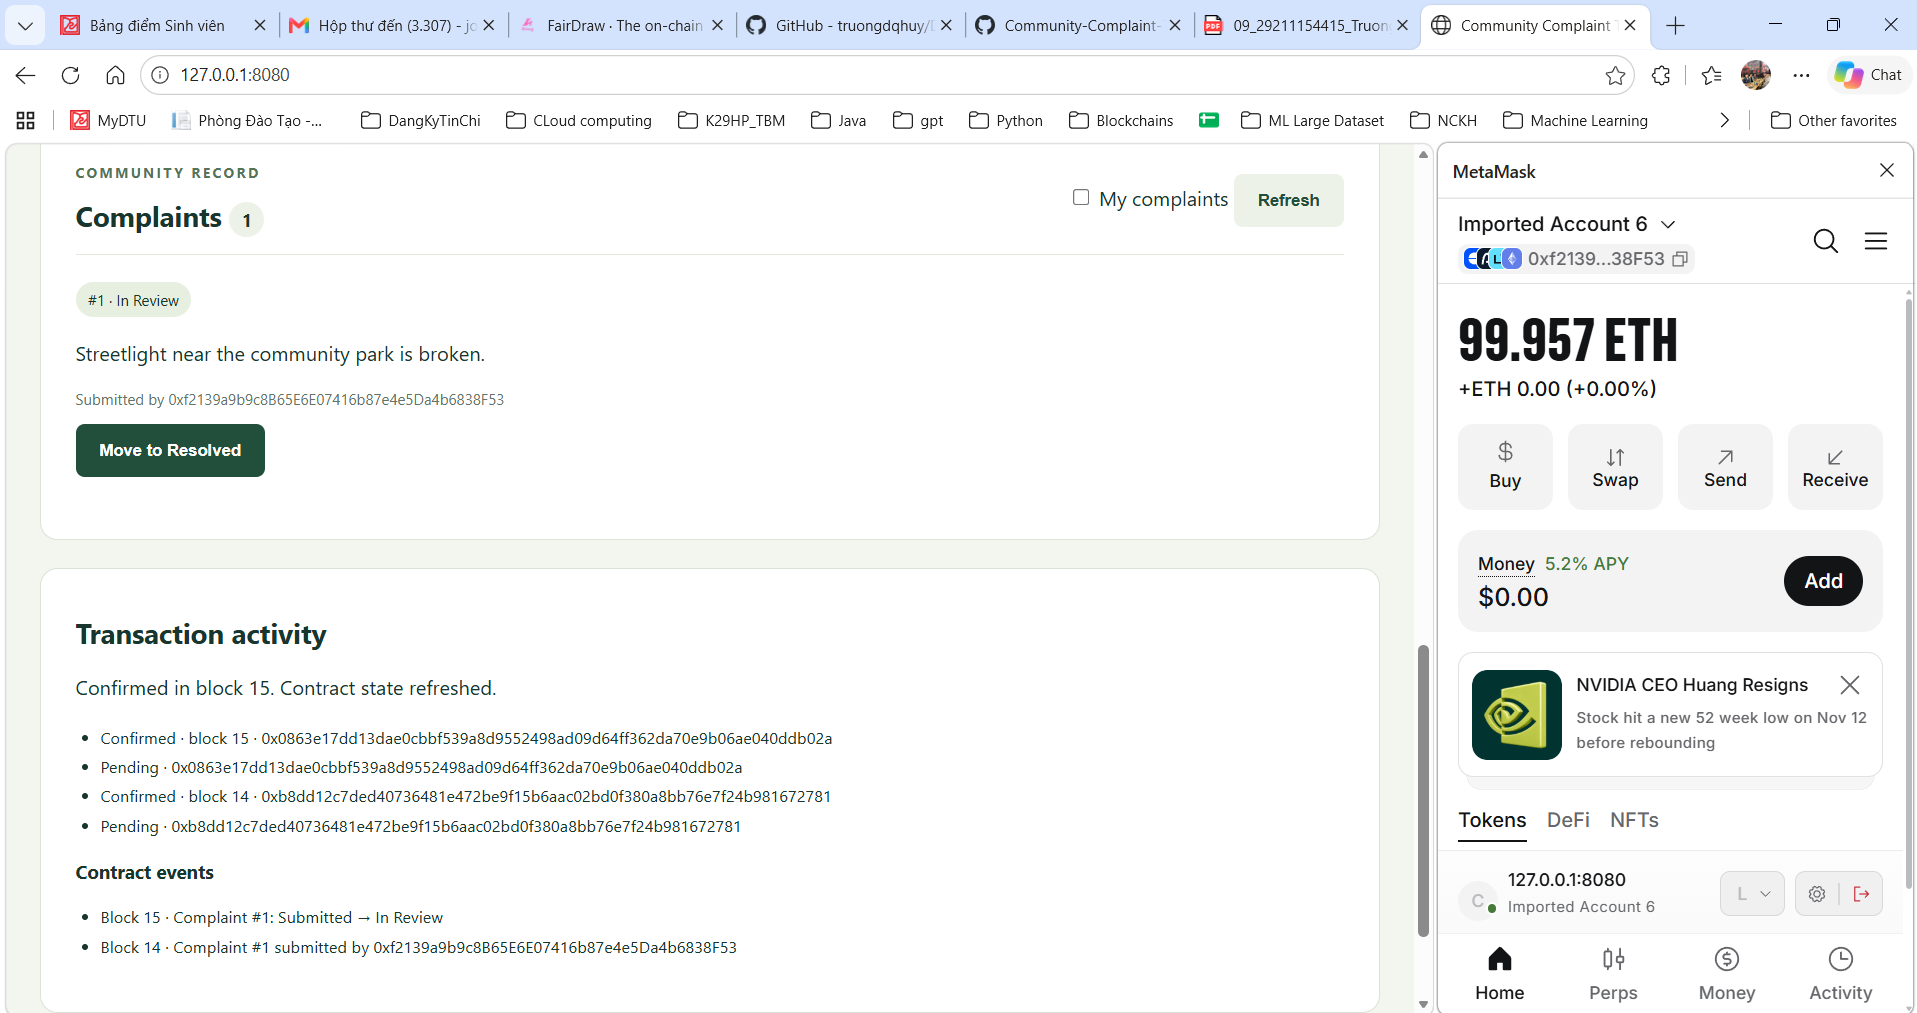 Bảng điểm Sinh viên
Hộp thư đến (3.307) - jo
FairDraw · The on-chain
GitHub - truongdqhuy/
Community-Complaint-
09_29211154415_Truon
Community Complaint
127.0.0.1:8080
Chat
MyDTU
Phòng Đào Tạo -...
DangKyTinChi
CLoud computing
K29HP_TBM
Java
gpt
Python
Blockchains
ML Large Dataset
NCKH
Machine Learning
Other favorites
COMMUNITY RECORD
Complaints 1
My complaints
Refresh
#1 · In Review
Streetlight near the community park is broken.
Submitted by 0xf2139a9b9c8B65E6E07416b87e4e5Da4b6838F53
Move to Resolved
Transaction activity
Confirmed in block 15. Contract state refreshed.
Confirmed · block 15 · 0x0863e17dd13dae0cbbf539a8d9552498ad09d64ff362da70e9b06ae040ddb02a
Pending · 0x0863e17dd13dae0cbbf539a8d9552498ad09d64ff362da70e9b06ae040ddb02a
Confirmed · block 14 · 0xb8dd12c7ded40736481e472be9f15b6aac02bd0f380a8bb76e7f24b981672781
Pending · 0xb8dd12c7ded40736481e472be9f15b6aac02bd0f380a8bb76e7f24b981672781
Contract events
Block 15 · Complaint #1: Submitted → In Review
Block 14 · Complaint #1 submitted by 0xf2139a9b9c8B65E6E07416b87e4e5Da4b6838F53
MetaMask
Imported Account 6
0xf2139...38F53
99.957 ETH
+ETH 0.00 (+0.00%)
Buy
Swap
Send
Receive
Money 5.2% APY
$0.00
Add
NVIDIA CEO Huang Resigns
Stock hit a new 52 week low on Nov 12
before rebounding
Tokens
DeFi
NFTs
C
127.0.0.1:8080
Imported Account 6
L
Home
Perps
Money
Activity